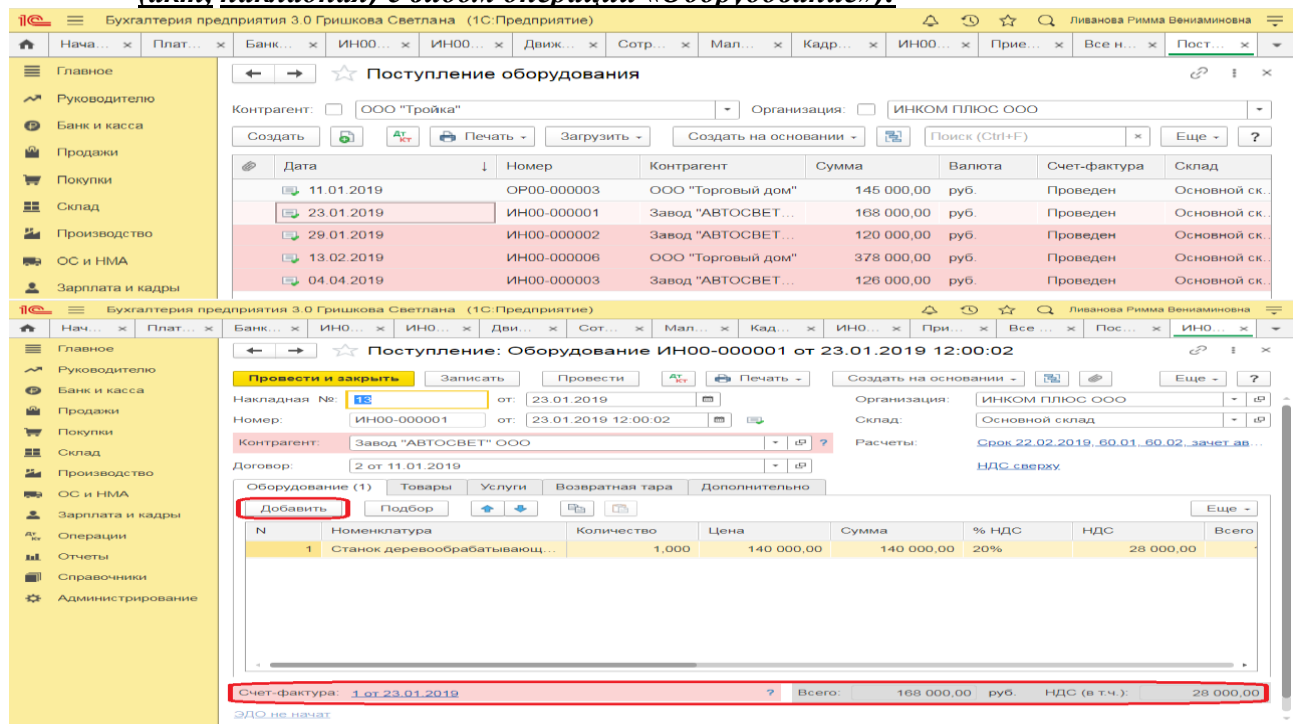 (акт, накладная) с видом операции «Оборудование»).
1С Бухгалтерия предприятия 3.0 Гришкова Светлана (1С:Предприятие) Ливанова Римма Вениаминовна
Нача... × Плат... × Банк... × ИН00... × ИН00... × Движ... × Сотр... × Мал... × Кадр... × ИН00... × Прие... × Все н... × Пост... ×
Главное
Руководителю
Банк и касса
Продажи
Покупки
Склад
Производство
ОС и НМА
Зарплата и кадры
Поступление оборудования
Контрагент: ООО "Тройка" Организация: ИНКОМ ПЛЮС ООО
Создать Дт Кт Печать Загрузить Создать на основании Поиск (Ctrl+F) × Еще ?
Дата ↓ Номер Контрагент Сумма Валюта Счет-фактура Склад
11.01.2019 ОР00-000003 ООО "Торговый дом" 145 000,00 руб. Проведен Основной ск...
23.01.2019 ИН00-000001 Завод "АВТОСВЕТ... 168 000,00 руб. Проведен Основной ск...
29.01.2019 ИН00-000002 Завод "АВТОСВЕТ... 120 000,00 руб. Проведен Основной ск...
13.02.2019 ИН00-000006 ООО "Торговый дом" 378 000,00 руб. Проведен Основной ск...
04.04.2019 ИН00-000003 Завод "АВТОСВЕТ... 126 000,00 руб. Проведен Основной ск...
1С Бухгалтерия предприятия 3.0 Гришкова Светлана (1С:Предприятие) Ливанова Римма Вениаминовна
Нач... × Плат... × Банк... × ИН0... × ИН0... × Дви... × Сот... × Мал... × Кад... × ИН0... × При... × Все ... × Пос... × ИН0... ×
Главное
Руководителю
Банк и касса
Продажи
Покупки
Склад
Производство
ОС и НМА
Зарплата и кадры
Операции
Отчеты
Справочники
Администрирование
Поступление: Оборудование ИН00-000001 от 23.01.2019 12:00:02
Провести и закрыть Записать Провести Дт Кт Печать Создать на основании Еще ?
Накладная №: 13 от: 23.01.2019 Организация: ИНКОМ ПЛЮС ООО
Номер: ИН00-000001 от: 23.01.2019 12:00:02 Склад: Основной склад
Контрагент: Завод "АВТОСВЕТ" ООО ? Расчеты: Срок 22.02.2019, 60.01, 60.02, зачет ав...
Договор: 2 от 11.01.2019 НДС сверху
Оборудование (1) Товары Услуги Возвратная тара Дополнительно
Добавить Подбор Еще
N Номенклатура Количество Цена Сумма % НДС НДС Всего
1 Станок деревообрабатывающ... 1,000 140 000,00 140 000,00 20% 28 000,00
Счет-фактура: 1 от 23.01.2019 ? Всего: 168 000,00 руб. НДС (в т.ч.): 28 000,00
ЭДО не начат